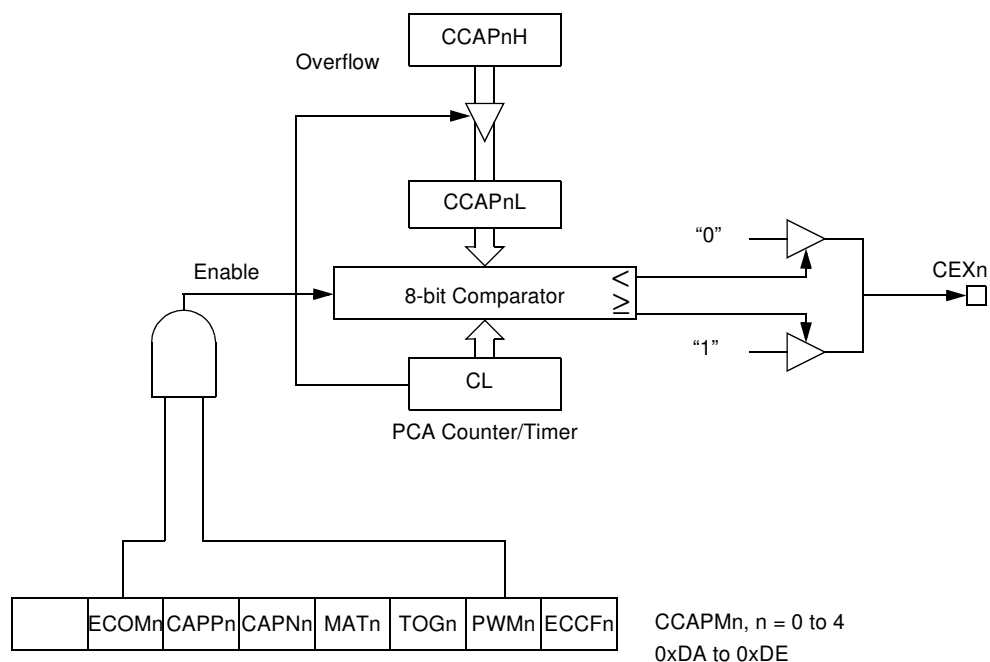 CCAPnH
Overflow
CCAPnL
“0”
Enable
<
CEXn
8-bit Comparator
≥
“1”
CL
PCA Counter/Timer
ECOMn CAPPn CAPNn MATn TOGn PWMn ECCFn
CCAPMn, n = 0 to 4
0xDA to 0xDE